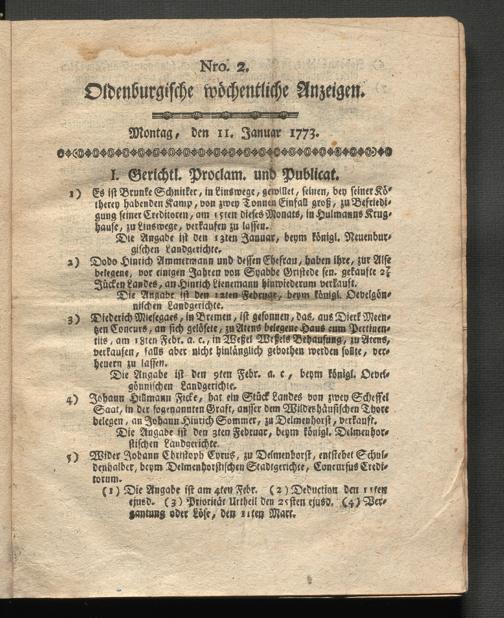 Nro. 2.
Oldenburgische wöchentliche Anzeigen.
Montag, den 11. Januar 1773.
I. Gerichtl. Proclam. und Publicat.
1) Es ist Brunke Schnitker, in Linswege, gewillet, seinen, bey seiner Kö-
therey habenden Kamp, von zwey Tonnen Einfall groß, zu Befriedi-
gung seiner Creditoren, am 15ten dieses Monats, in Hulmanns Krug-
hause, zu Linswege, verkaufen zu lassen.
Die Angabe ist den 13ten Januar, beym königl. Neuenbur-
gischen Landgerichte.
2) Dodo Hinrich Ammermann und dessen Ehefrau, haben ihre, zur Alse
belegene, vor einigen Jahren von Syabbe Gristede sen. gekaufte
Jücken Landes, an Hinrich Lienemann hinwiederum verkauft.
Die Angabe ist den 12ten Februar, beym königl. Oevelgön-
nischen Landgerichte.
3) Diederich Miesegaes, in Bremen, ist gesonnen, das, aus Dierk Meen-
tzen Concurs, an sich gelösete, zu Atens belegene Haus cum Pertinen-
tiis, am 18ten Febr. a. c., in Weßel Weßels Behausung, zu Atens,
verkaufen, falls aber nicht hinlänglich gebothen werden sollte, ver-
heuern zu lassen.
Die Angabe ist den 9ten Febr. a. c., beym königl. Oevel-
gönnischen Landgerichte.
4) Johann Hillmann Ficke, hat ein Stück Landes von zwey Scheffel
Saat, in der sogenannten Graft, ausser dem Wildeshäusischen Thore
belegen, an Johann Hinrich Sommer, zu Delmenhorst, verkauft.
Die Angabe ist den 3ten Februar, beym königl. Delmenhor-
stischen Landgerichte.
5) Wider Johann Christoph Cyrus, zu Delmenhorst, entstehet Schul-
denhalber, beym Delmenhorstischen Stadtgerichte, Concursus Credi-
torum.
(1) Die Angabe ist am 4ten Febr. (2) Deduction den 11ten
ejusd. (3) Priorität Urtheil den 25sten ejusd. (4) Ver-
gantung oder Löse, den 11ten Mart.